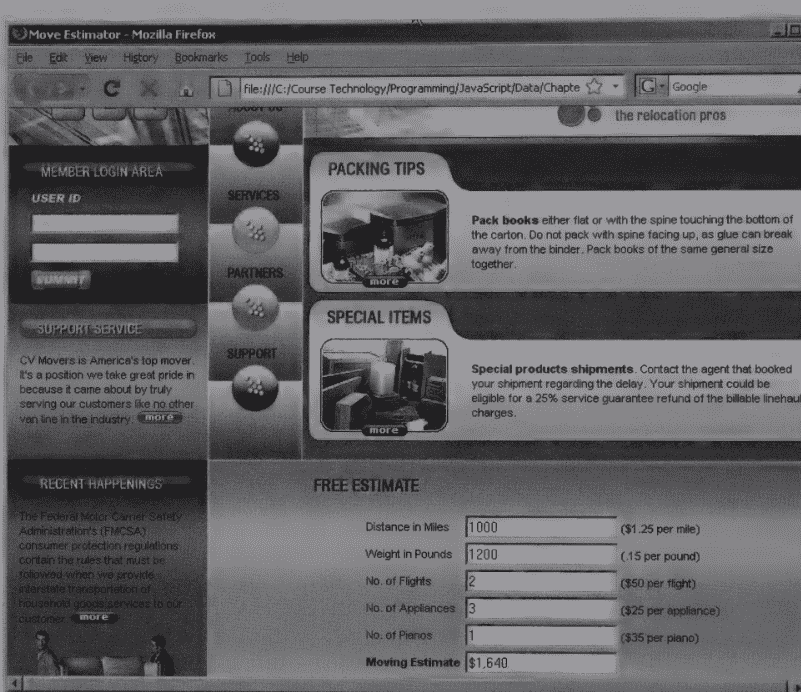 Move Estimator - Mozilla Firefox
File Edit View History Bookmarks Tools Help
file:///C:/Course Technology/Programming/JavaScript/Data/Chapte
Google
ABOUT US
the relocation pros
MEMBER LOGIN AREA
USER ID
SUBMIT
SUPPORT SERVICE
CV Movers is America's top mover.
It's a position we take great pride in
because it came about by truly
serving our customers like no other
van line in the industry. more
RECENT HAPPENINGS
The Federal Motor Carrier Safety
Administration's (FMCSA)
consumer protection regulations
contain the rules that must be
followed when we provide
interstate transportation of
household goods services to our
customer. more
SERVICES
PARTNERS
SUPPORT
PACKING TIPS
more
Pack books either flat or with the spine touching the bottom of
the carton. Do not pack with spine facing up, as glue can break
away from the binder. Pack books of the same general size
together.
SPECIAL ITEMS
more
Special products shipments. Contact the agent that booked
your shipment regarding the delay. Your shipment could be
eligible for a 25% service guarantee refund of the billable linehaul
charges.
FREE ESTIMATE
Distance in Miles 1000 ($1.25 per mile)
Weight in Pounds 1200 (.15 per pound)
No. of Flights 2 ($50 per flight)
No. of Appliances 3 ($25 per appliance)
No. of Pianos 1 ($35 per piano)
Moving Estimate $1,640